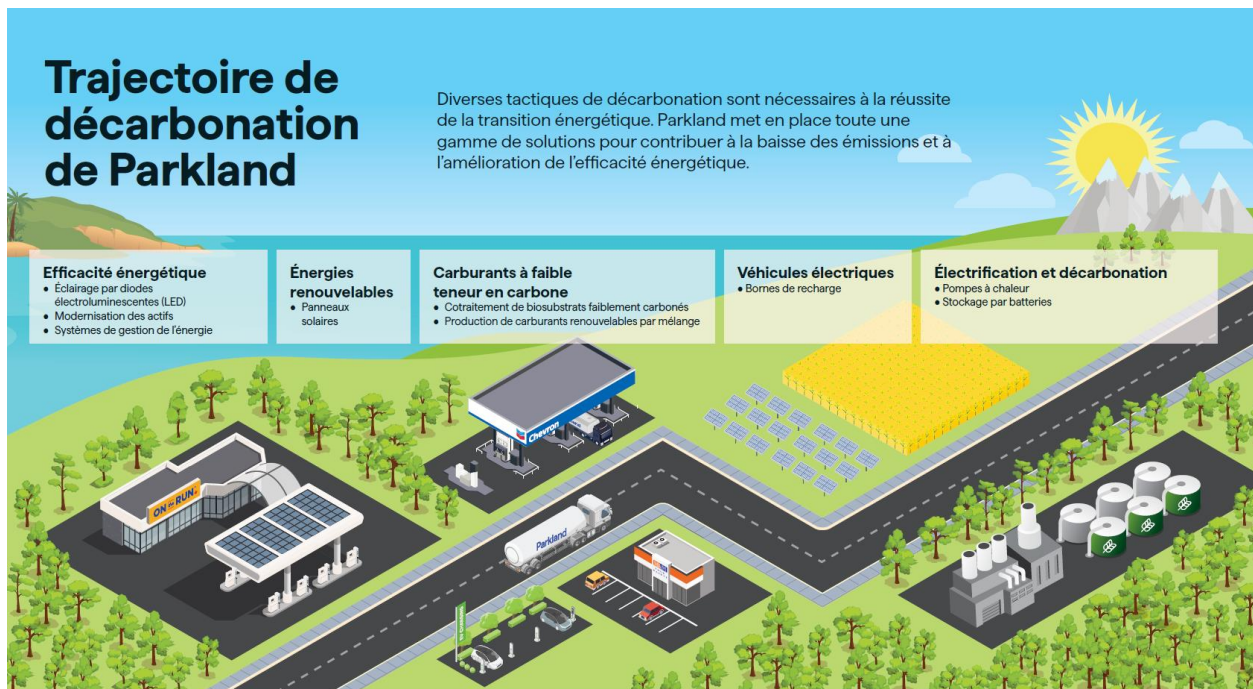 Trajectoire de
décarbonation
de Parkland
Diverses tactiques de décarbonation sont nécessaires à la réussite
de la transition énergétique. Parkland met en place toute une
gamme de solutions pour contribuer à la baisse des émissions et à
l’amélioration de l’efficacité énergétique.
Efficacité énergétique
• Éclairage par diodes
électroluminescentes (LED)
• Modernisation des actifs
• Systèmes de gestion de l’énergie
Énergies
renouvelables
• Panneaux
solaires
Carburants à faible
teneur en carbone
• Cotraitement de biosubstrats faiblement carbonés
• Production de carburants renouvelables par mélange
Véhicules électriques
• Bornes de recharge
Électrification et décarbonation
• Pompes à chaleur
• Stockage par batteries
Chevron
ON the RUN
Parkland